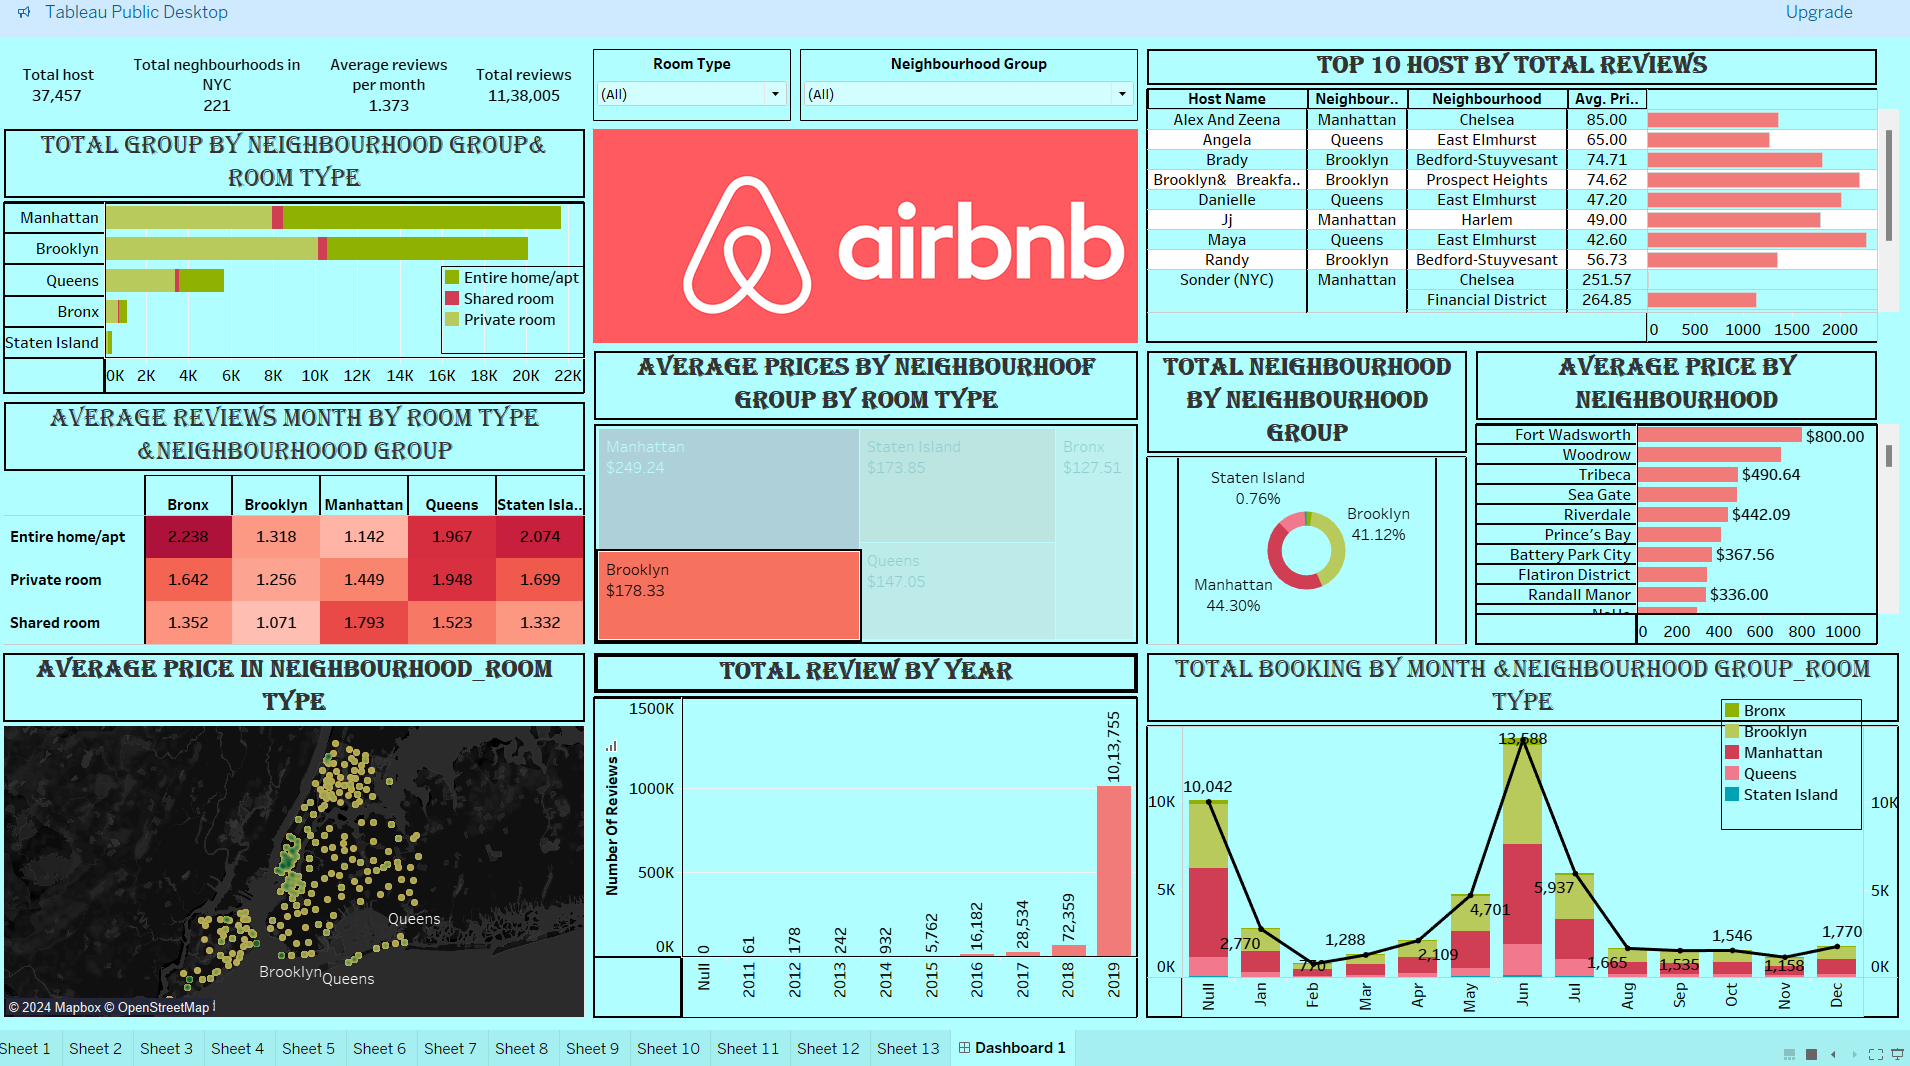 Tableau Public Desktop
Upgrade
Total host
37,457
Total neghbourhoods in
NYC
221
Average reviews
per month
1.373
Total reviews
11,38,005
Room Type
(All)
Neighbourhood Group
(All)
TOTAL GROUP BY NEIGHBOURHOOD GROUP&
ROOM TYPE
Manhattan
Brooklyn
Queens
Bronx
Staten Island
Entire home/apt
Shared room
Private room
0K 2K 4K 6K 8K 10K 12K 14K 16K 18K 20K 22K
airbnb
TOP 10 HOST BY TOTAL REVIEWS
Host Name Neighbour.. Neighbourhood Avg. Pri..
Alex And Zeena Manhattan Chelsea 85.00
Angela Queens East Elmhurst 65.00
Brady Brooklyn Bedford-Stuyvesant 74.71
Brooklyn& Breakfa.. Brooklyn Prospect Heights 74.62
Danielle Queens East Elmhurst 47.20
Jj Manhattan Harlem 49.00
Maya Queens East Elmhurst 42.60
Randy Brooklyn Bedford-Stuyvesant 56.73
Sonder (NYC) Manhattan Chelsea 251.57
Financial District 264.85
0 500 1000 1500 2000
AVERAGE REVIEWS MONTH BY ROOM TYPE
&NEIGHBOURHOOOD GROUP
Bronx Brooklyn Manhattan Queens Staten Isla..
Entire home/apt 2.238 1.318 1.142 1.967 2.074
Private room 1.642 1.256 1.449 1.948 1.699
Shared room 1.352 1.071 1.793 1.523 1.332
AVERAGE PRICES BY NEIGHBOURHOOF
GROUP BY ROOM TYPE
Manhattan
$249.24
Staten Island
$173.85
Bronx
$127.51
Brooklyn
$178.33
Queens
$147.05
TOTAL NEIGHBOURHOOD
BY NEIGHBOURHOOD
GROUP
Staten Island
0.76%
Brooklyn
41.12%
Manhattan
44.30%
AVERAGE PRICE BY
NEIGHBOURHOOD
Fort Wadsworth $800.00
Woodrow
Tribeca $490.64
Sea Gate
Riverdale $442.09
Prince's Bay
Battery Park City $367.56
Flatiron District
Randall Manor $336.00
0 200 400 600 800 1000
AVERAGE PRICE IN NEIGHBOURHOOD_ROOM
TYPE
Queens
Brooklyn
Queens
© 2024 Mapbox © OpenStreetMap
TOTAL REVIEW BY YEAR
Number Of Reviews
1500K
1000K
500K
0K
0 61 178 242 932 5,762 16,182 28,534 72,359 10,13,755
Null 2011 2012 2013 2014 2015 2016 2017 2018 2019
TOTAL BOOKING BY MONTH &NEIGHBOURHOOD GROUP_ROOM
TYPE
Bronx
Brooklyn
Manhattan
Queens
Staten Island
10K
5K
0K
10K
5K
0K
10,042 2,770 770 1,288 2,109 4,701 13,588 5,937 1,665 1,535 1,546 1,158 1,770
Null Jan Feb Mar Apr May Jun Jul Aug Sep Oct Nov Dec
Sheet 1 Sheet 2 Sheet 3 Sheet 4 Sheet 5 Sheet 6 Sheet 7 Sheet 8 Sheet 9 Sheet 10 Sheet 11 Sheet 12 Sheet 13 Dashboard 1